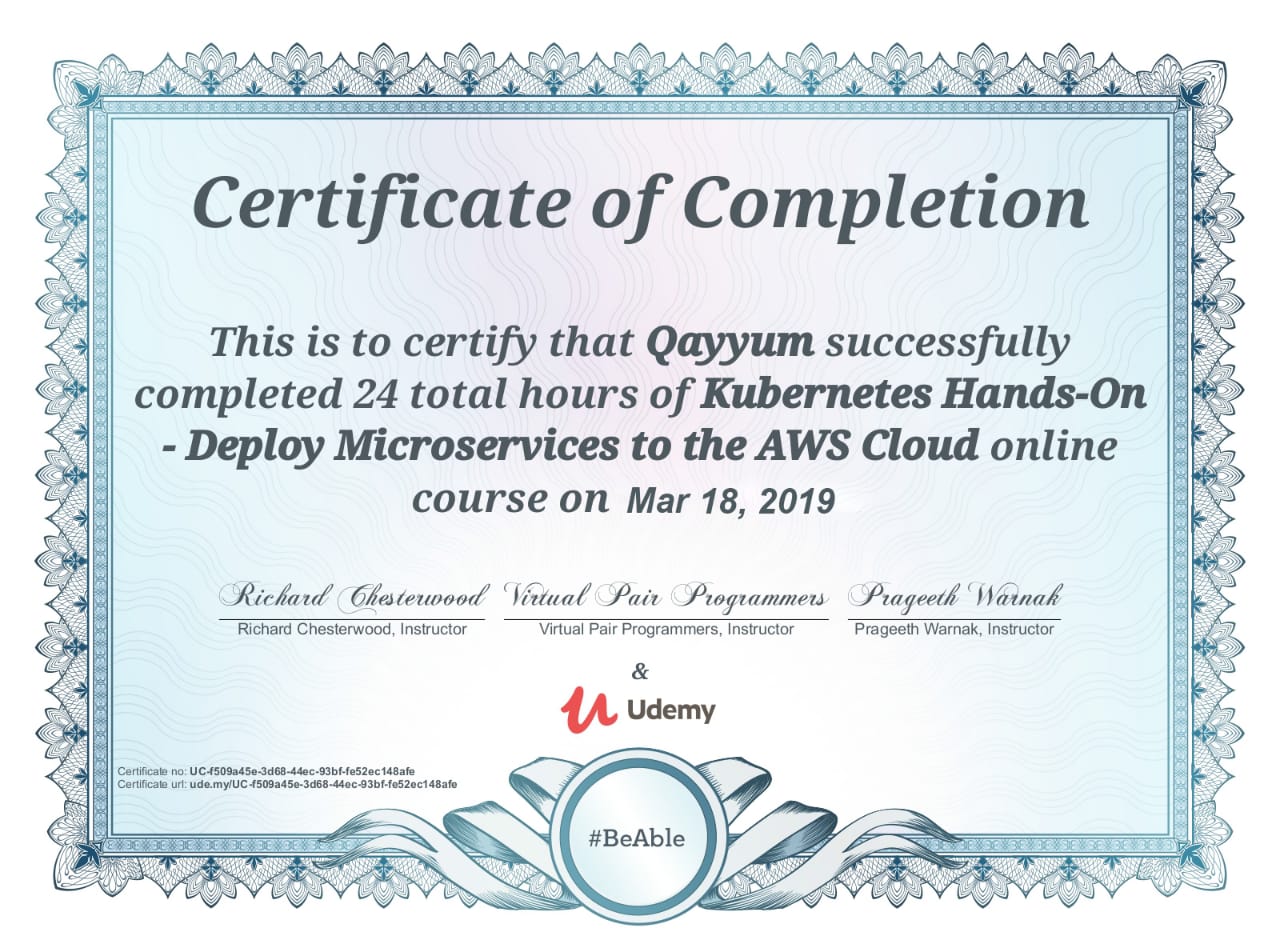 Certificate of Completion
This is to certify that Qayyum successfully
completed 24 total hours of Kubernetes Hands-On
- Deploy Microservices to the AWS Cloud online
course on Mar 18, 2019
Richard Chesterwood Virtual Pair Programmers Prageeth Warnak
Richard Chesterwood, Instructor Virtual Pair Programmers, Instructor Prageeth Warnak, Instructor
&
Udemy
Certificate no: UC-f509a45e-3d68-44ec-93bf-fe52ec148afe
Certificate url: ude.my/UC-f509a45e-3d68-44ec-93bf-fe52ec148afe
#BeAble